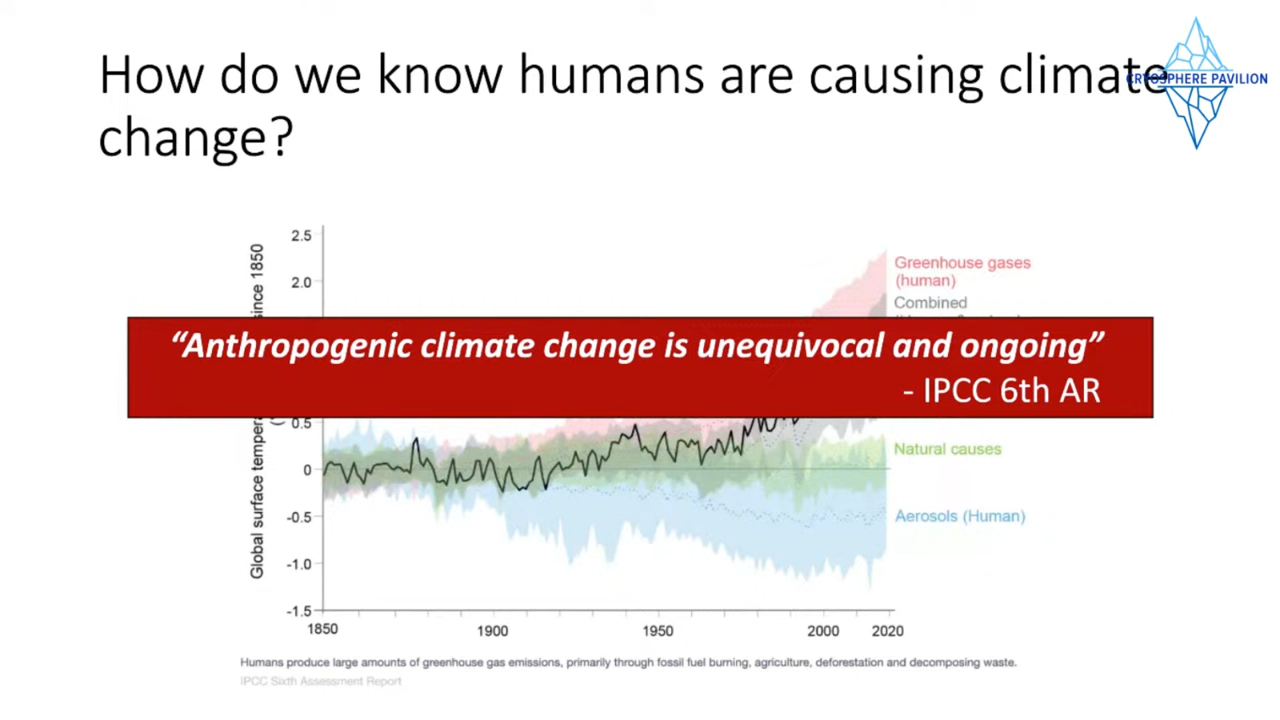 How do we know humans are causing climate
change?
CRYOSPHERE PAVILION
2.5
2.0
Greenhouse gases
(human)
Combined
“Anthropogenic climate change is unequivocal and ongoing”
- IPCC 6th AR
0.5
0
-0.5
-1.0
-1.5
Global surface
since 1850
Natural causes
Aerosols (Human)
1850 1900 1950 2000 2020
Humans produce large amounts of greenhouse gas emissions, primarily through fossil fuel burning, agriculture, deforestation and decomposing waste.
IPCC Sixth Assessment Report